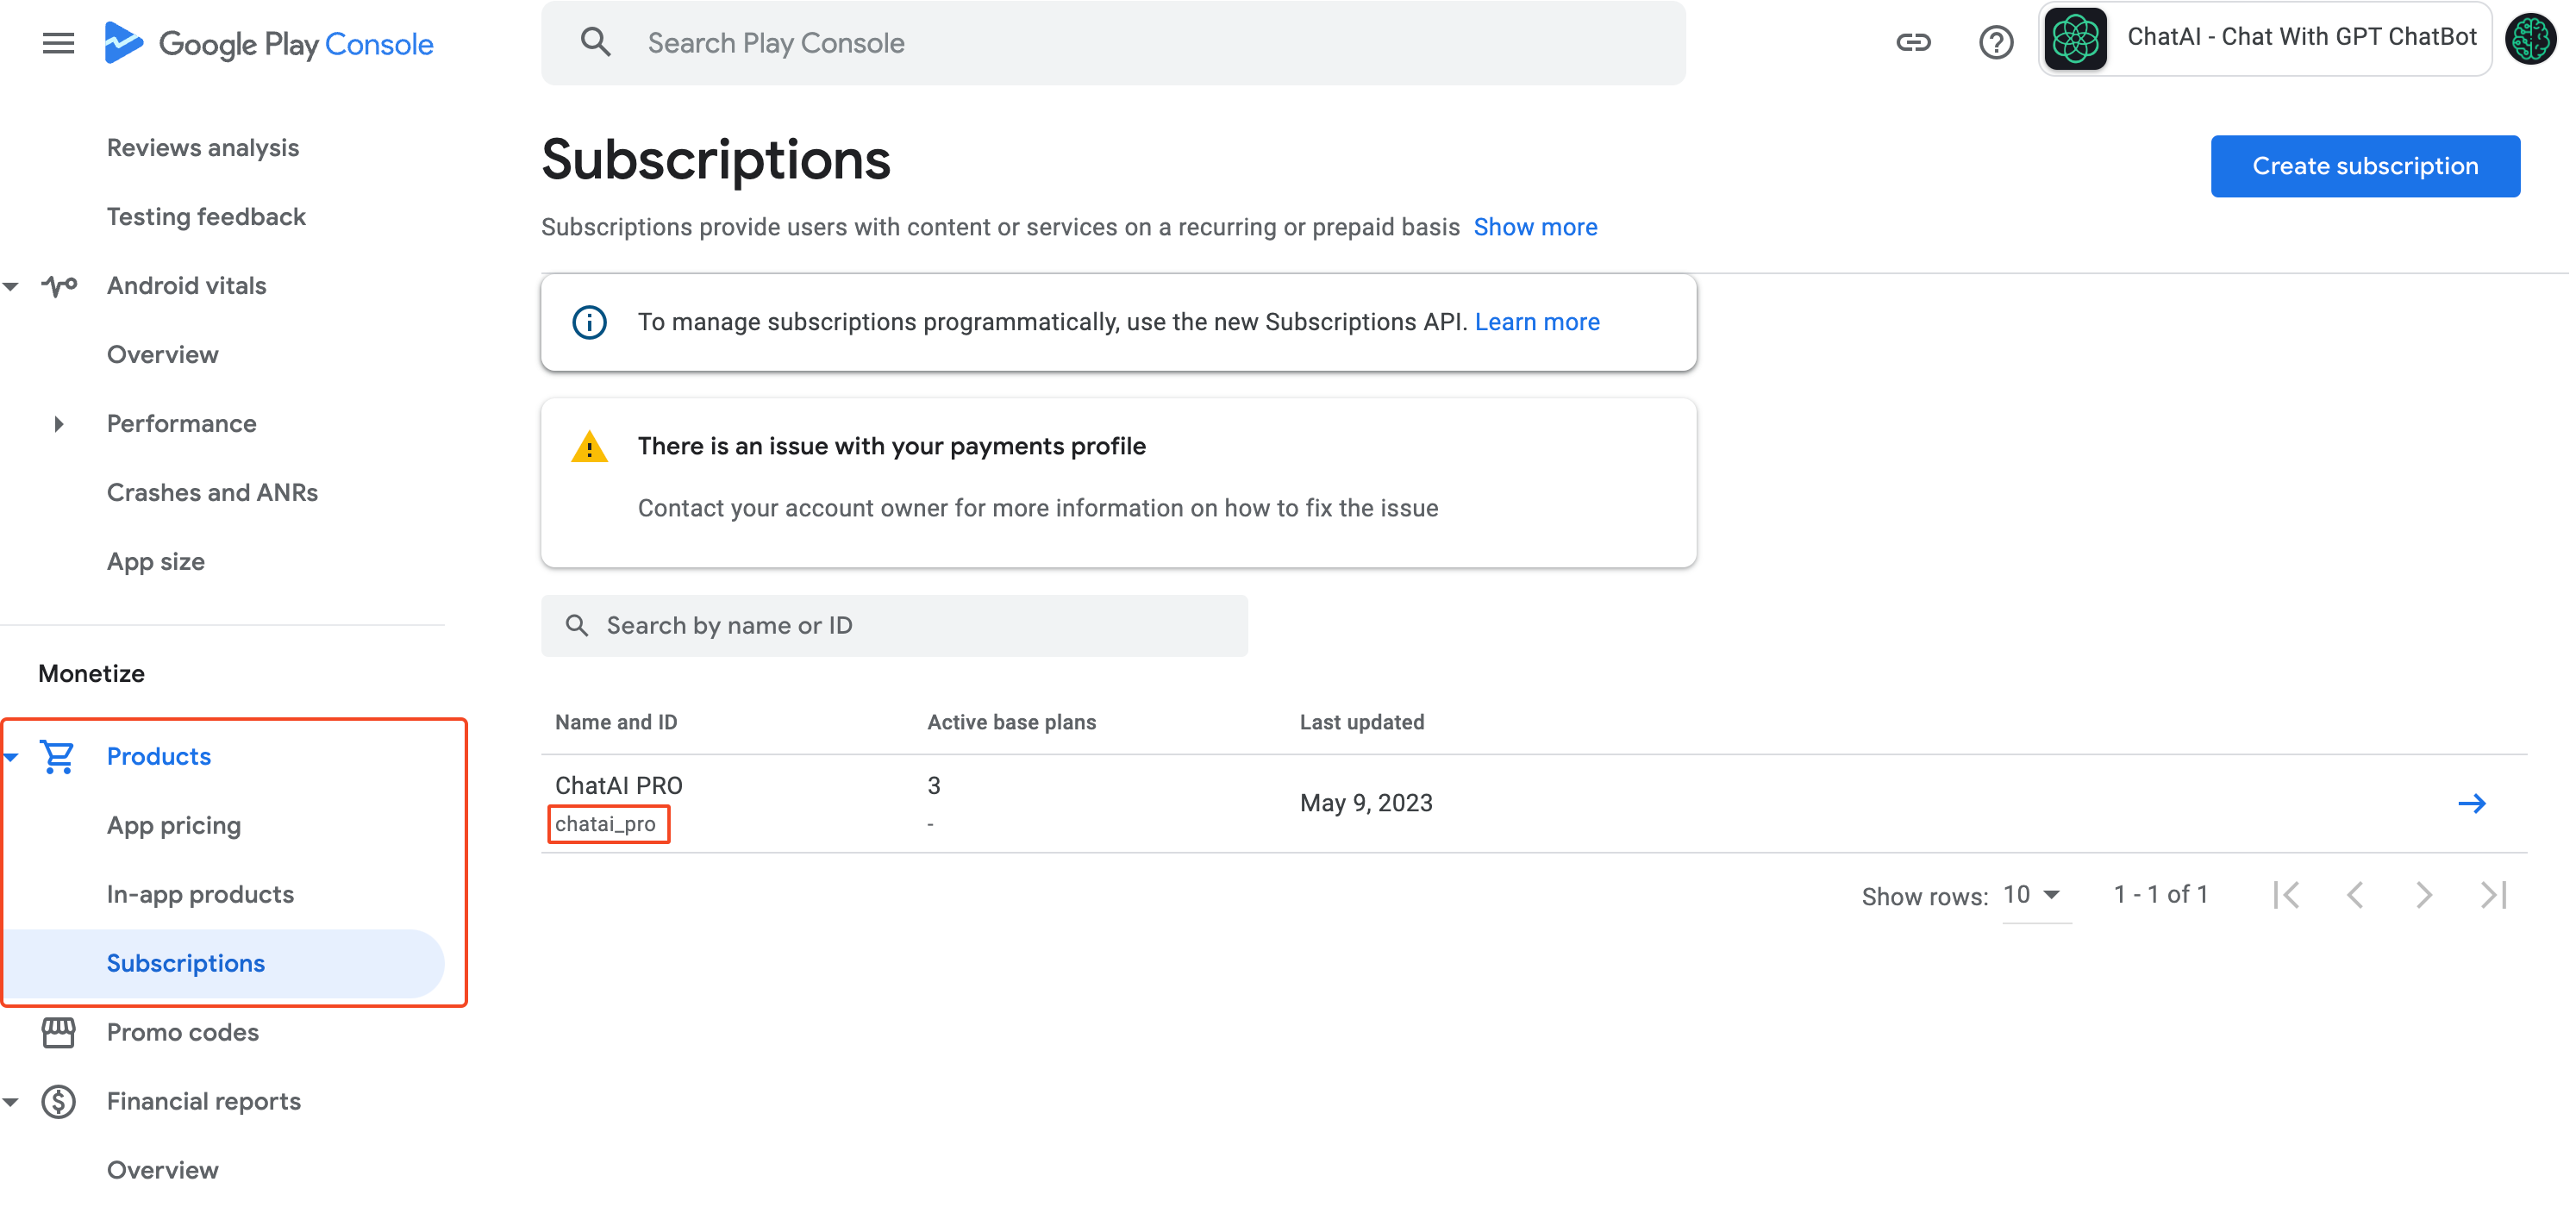 Google Play Console
Search Play Console
ChatAI - Chat With GPT ChatBot
Reviews analysis
Testing feedback
Android vitals
Overview
Performance
Crashes and ANRs
App size
Monetize
Products
App pricing
In-app products
Subscriptions
Promo codes
Financial reports
Overview
Subscriptions
Create subscription
Subscriptions provide users with content or services on a recurring or prepaid basis Show more
To manage subscriptions programmatically, use the new Subscriptions API. Learn more
There is an issue with your payments profile
Contact your account owner for more information on how to fix the issue
Search by name or ID
Name and ID Active base plans Last updated
ChatAI PRO 3
May 9, 2023
chatai_pro -
Show rows: 10 1 - 1 of 1